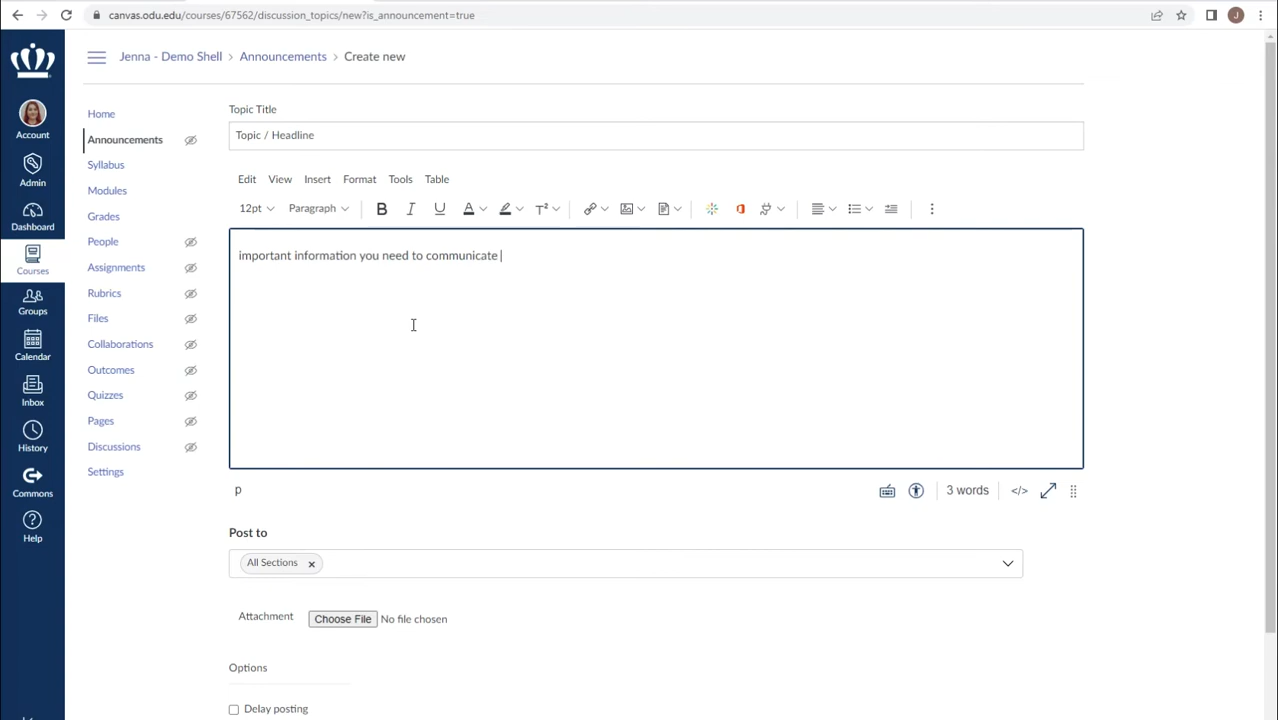 canvas.odu.edu/courses/67562/discussion_topics/new?is_announcement=true
J
Jenna - Demo Shell > Announcements > Create new
Account
Admin
Dashboard
Courses
Groups
Calendar
Inbox
History
Commons
Help
Home
Announcements
Syllabus
Modules
Grades
People
Assignments
Rubrics
Files
Collaborations
Outcomes
Quizzes
Pages
Discussions
Settings
Topic Title
Topic / Headline
Edit View Insert Format Tools Table
12pt Paragraph B I U A T²
important information you need to communicate
p
3 words </>
Post to
All Sections ×
Attachment Choose File No file chosen
Options
Delay posting